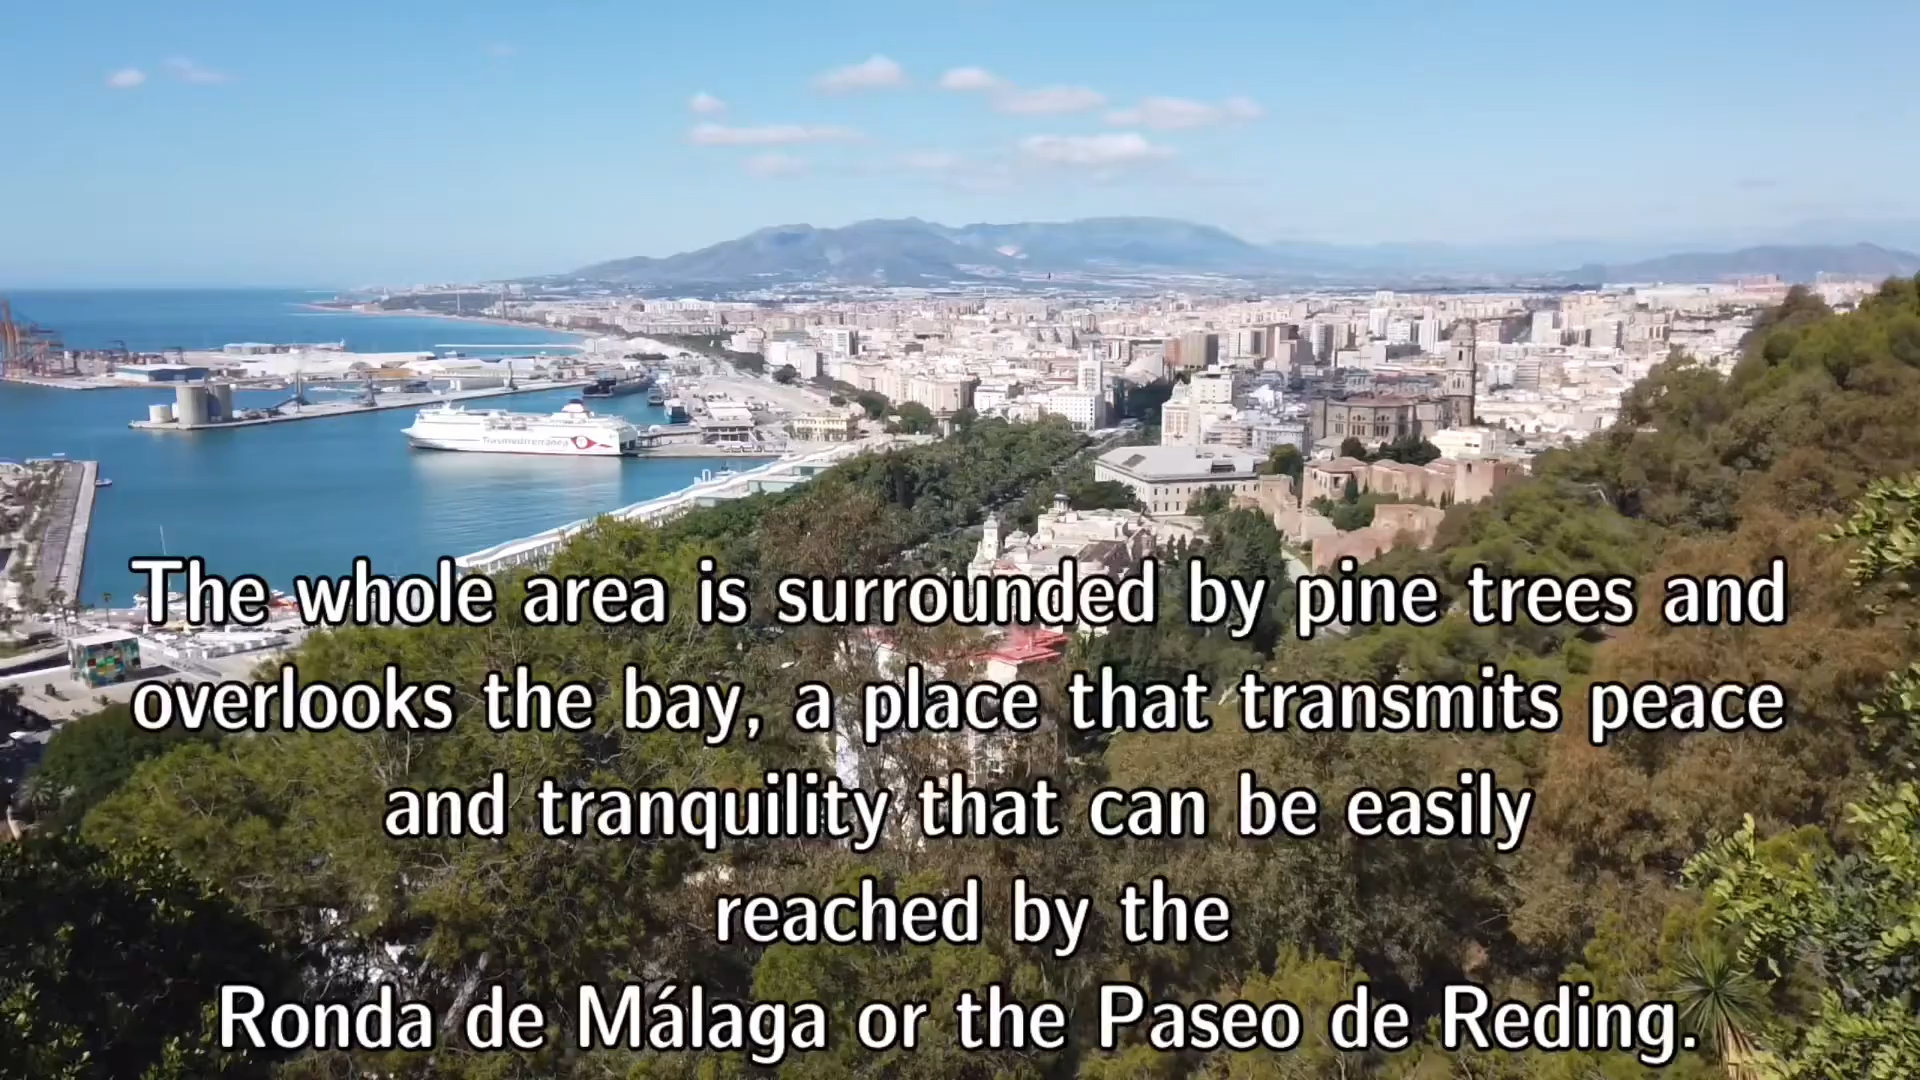 Trasmediterranea
The whole area is surrounded by pine trees and
overlooks the bay, a place that transmits peace
and tranquility that can be easily
reached by the
Ronda de Málaga or the Paseo de Reding.